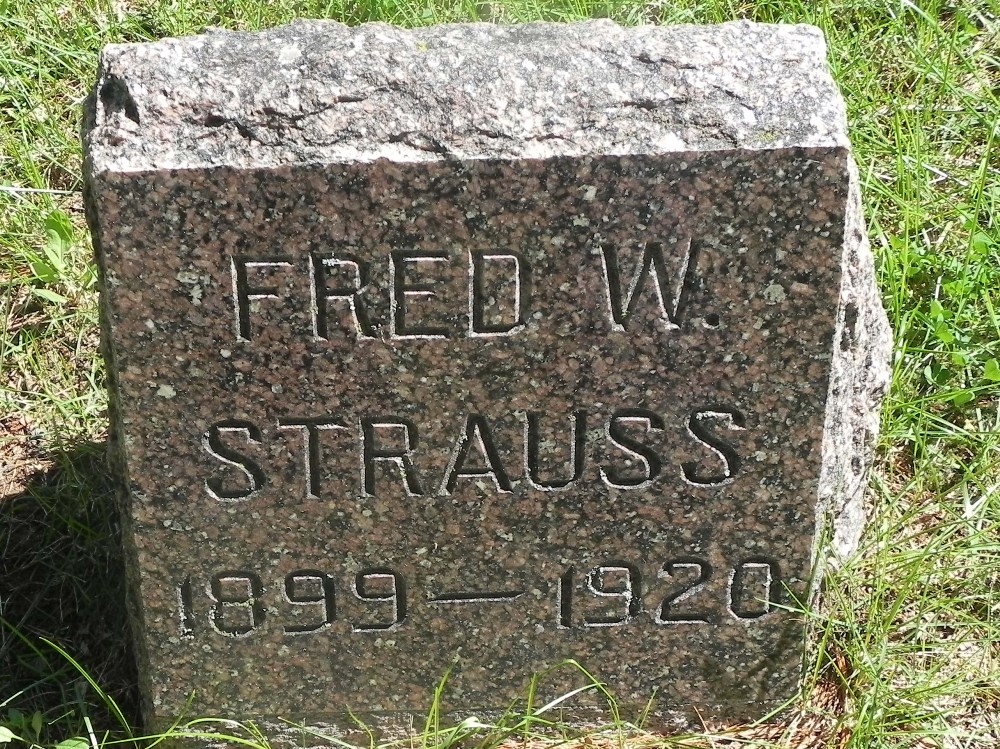 FRED W.
STRAUSS
1899 — 1920